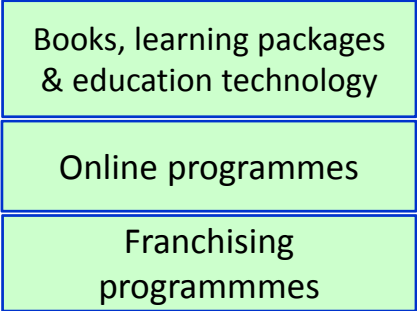 Books, learning packages
& education technology
Online programmes
Franchising
programmmes